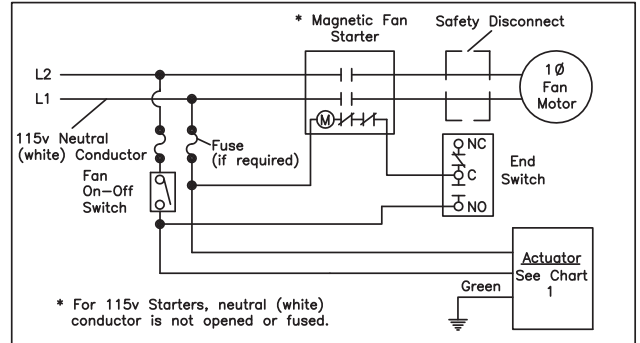 * Magnetic Fan
Starter
Safety Disconnect
L2
L1
1Ø
Fan
Motor
M
115v Neutral
(white) Conductor
Fuse
(if required)
Fan
On–Off
Switch
NC
C
NO
End
Switch
Actuator
See Chart
1
Green
* For 115v Starters, neutral (white)
conductor is not opened or fused.